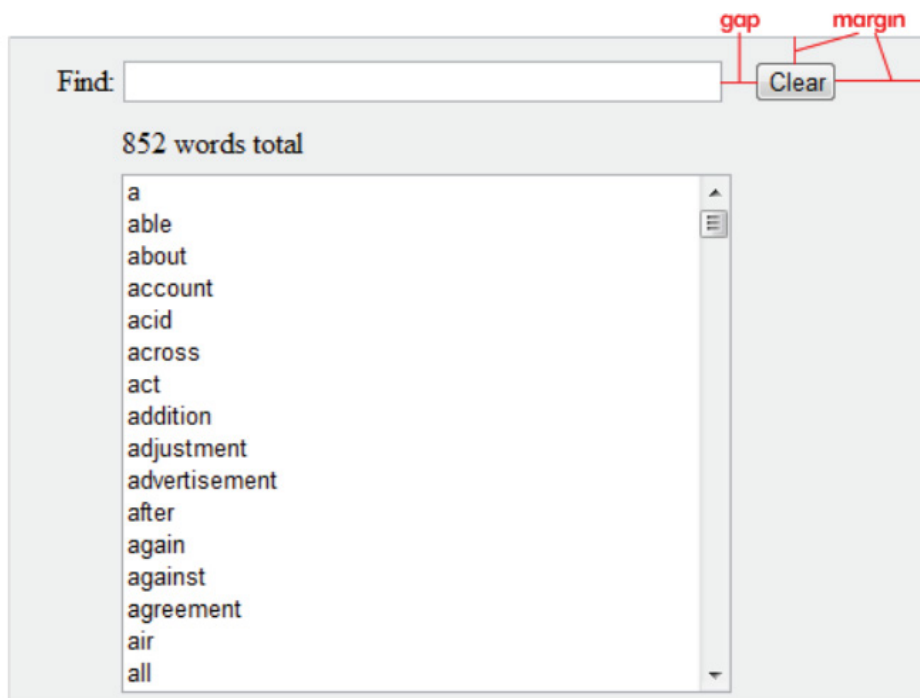 gap margin
Find: Clear
852 words total
a
able
about
account
acid
across
act
addition
adjustment
advertisement
after
again
against
agreement
air
all